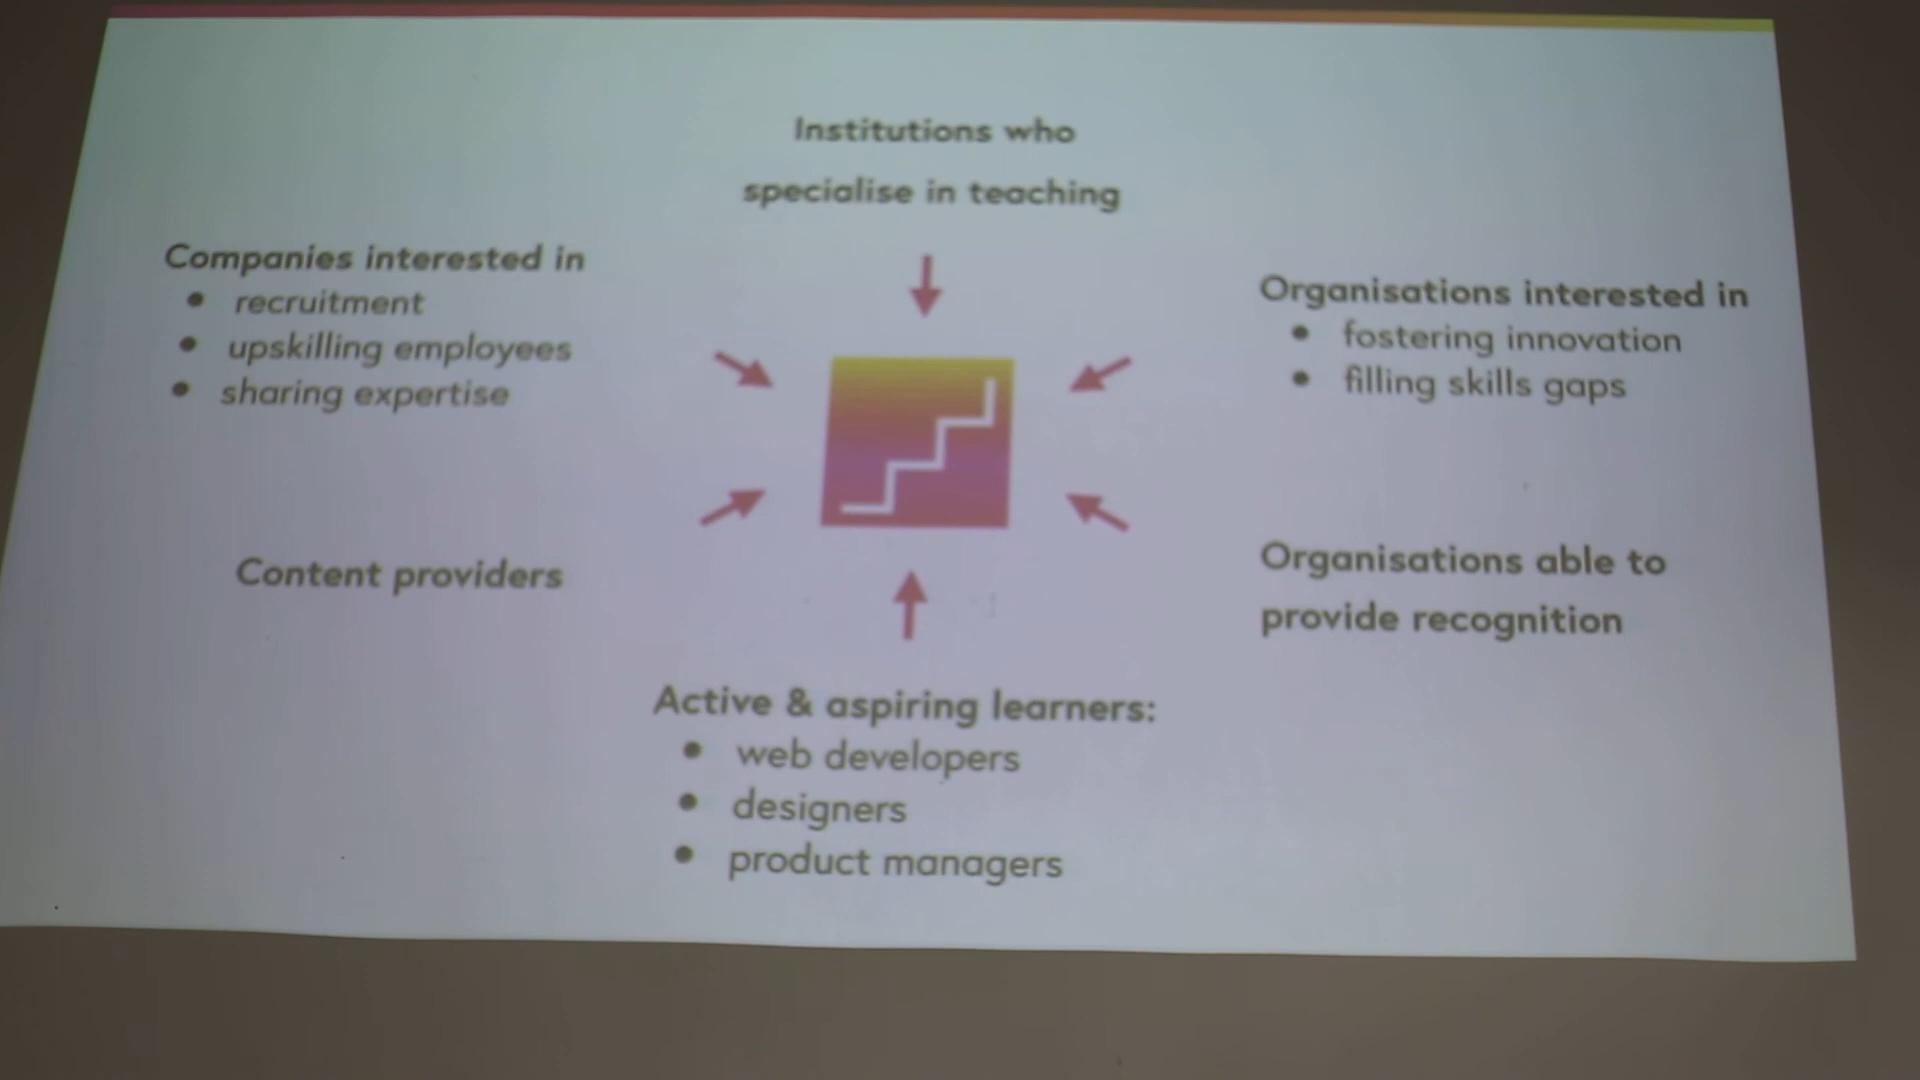 Institutions who
specialise in teaching
Companies interested in
• recruitment
• upskilling employees
• sharing expertise
Organisations interested in
• fostering innovation
• filling skills gaps
Content providers
Organisations able to
provide recognition
Active & aspiring learners:
• web developers
• designers
• product managers